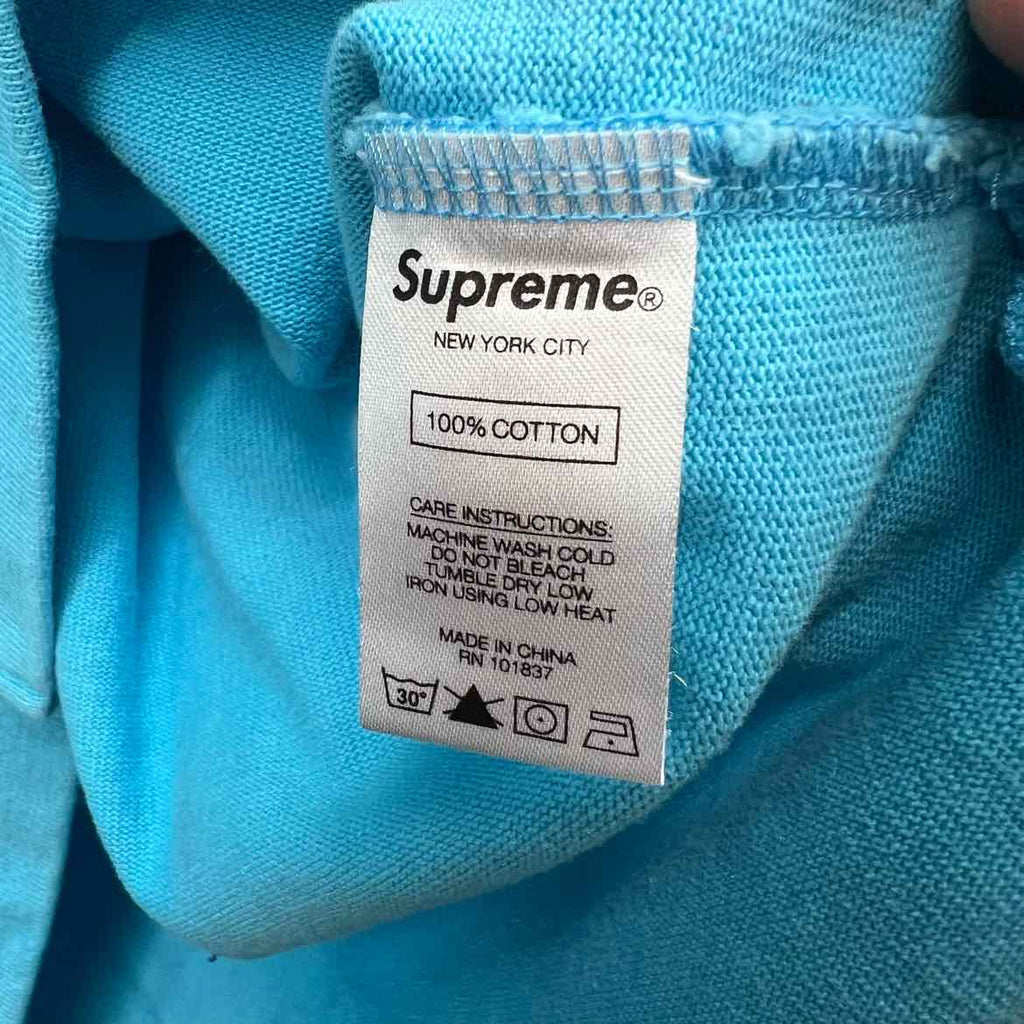 Supreme®
NEW YORK CITY
100% COTTON
CARE INSTRUCTIONS:
MACHINE WASH COLD
DO NOT BLEACH
TUMBLE DRY LOW
IRON USING LOW HEAT
MADE IN CHINA
RN 101837
30°